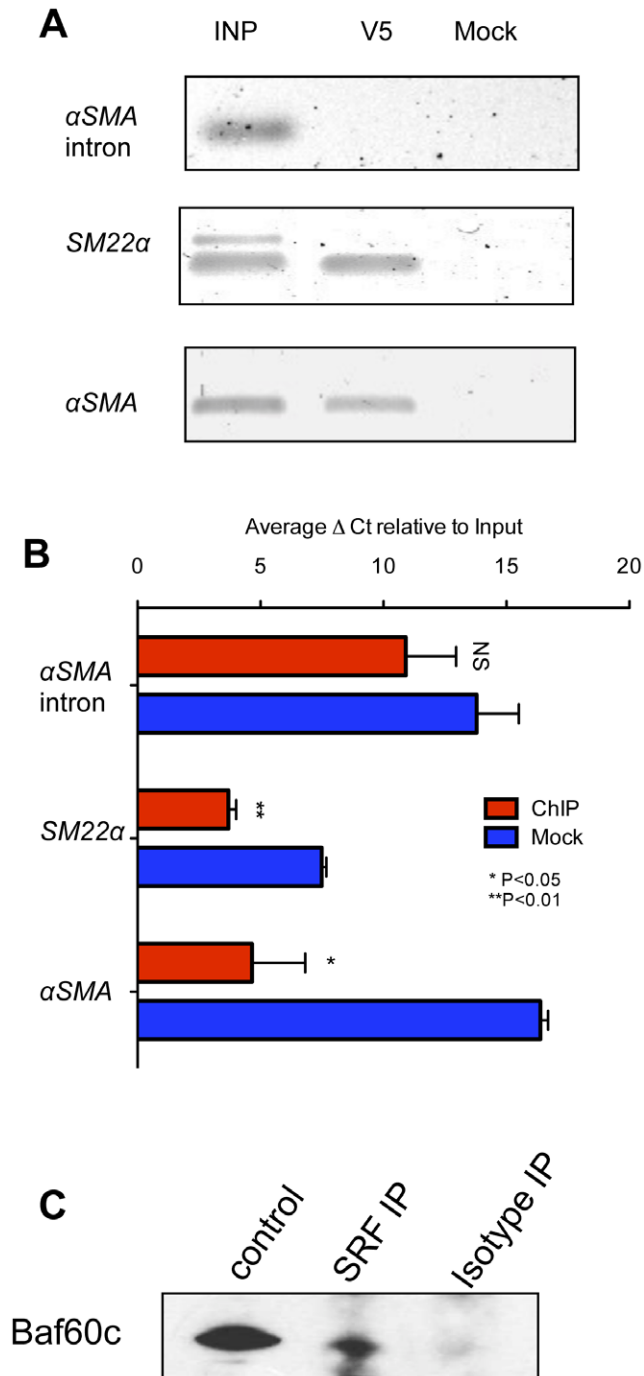 A
INP V5 Mock
αSMA
intron
SM22α
αSMA
B
Average Δ Ct relative to Input
0 5 10 15 20
αSMA
intron
NS
SM22α
**
ChIP
Mock
* P<0.05
**P<0.01
αSMA
*
C
control SRF IP Isotype IP
Baf60c